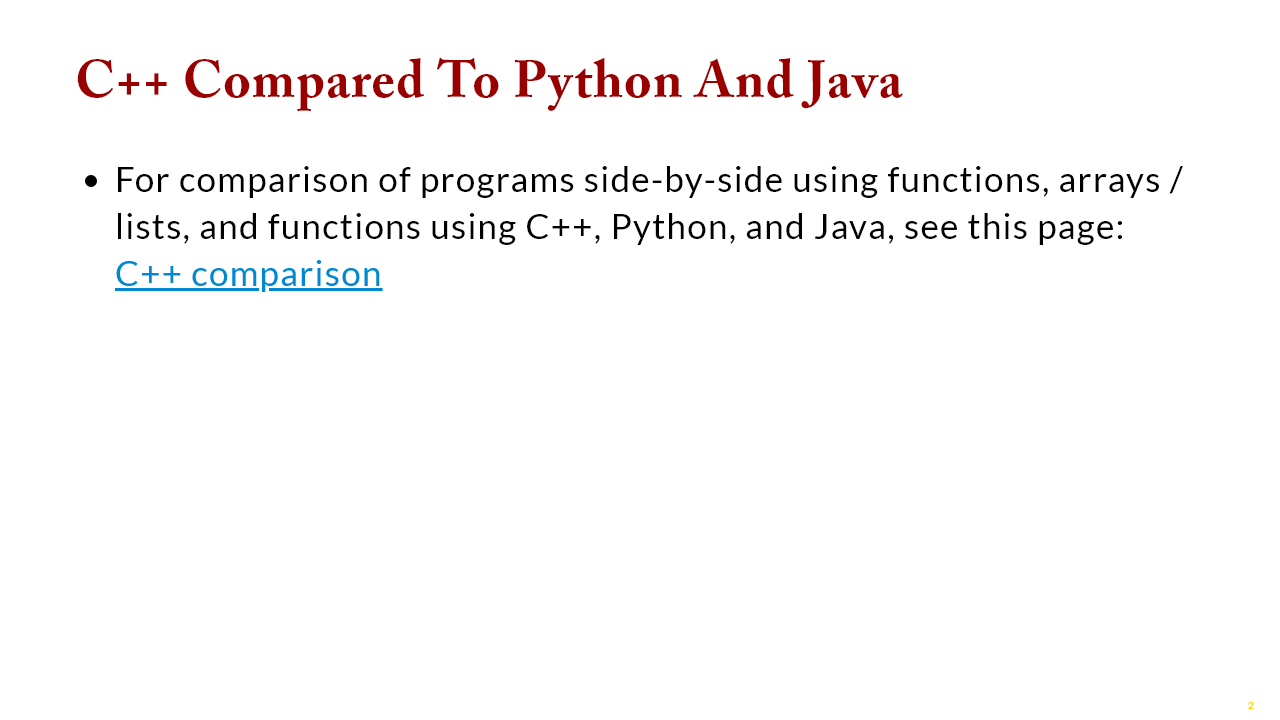 C++ Compared To Python And Java
• For comparison of programs side-by-side using functions, arrays /
lists, and functions using C++, Python, and Java, see this page:
C++ comparison
2